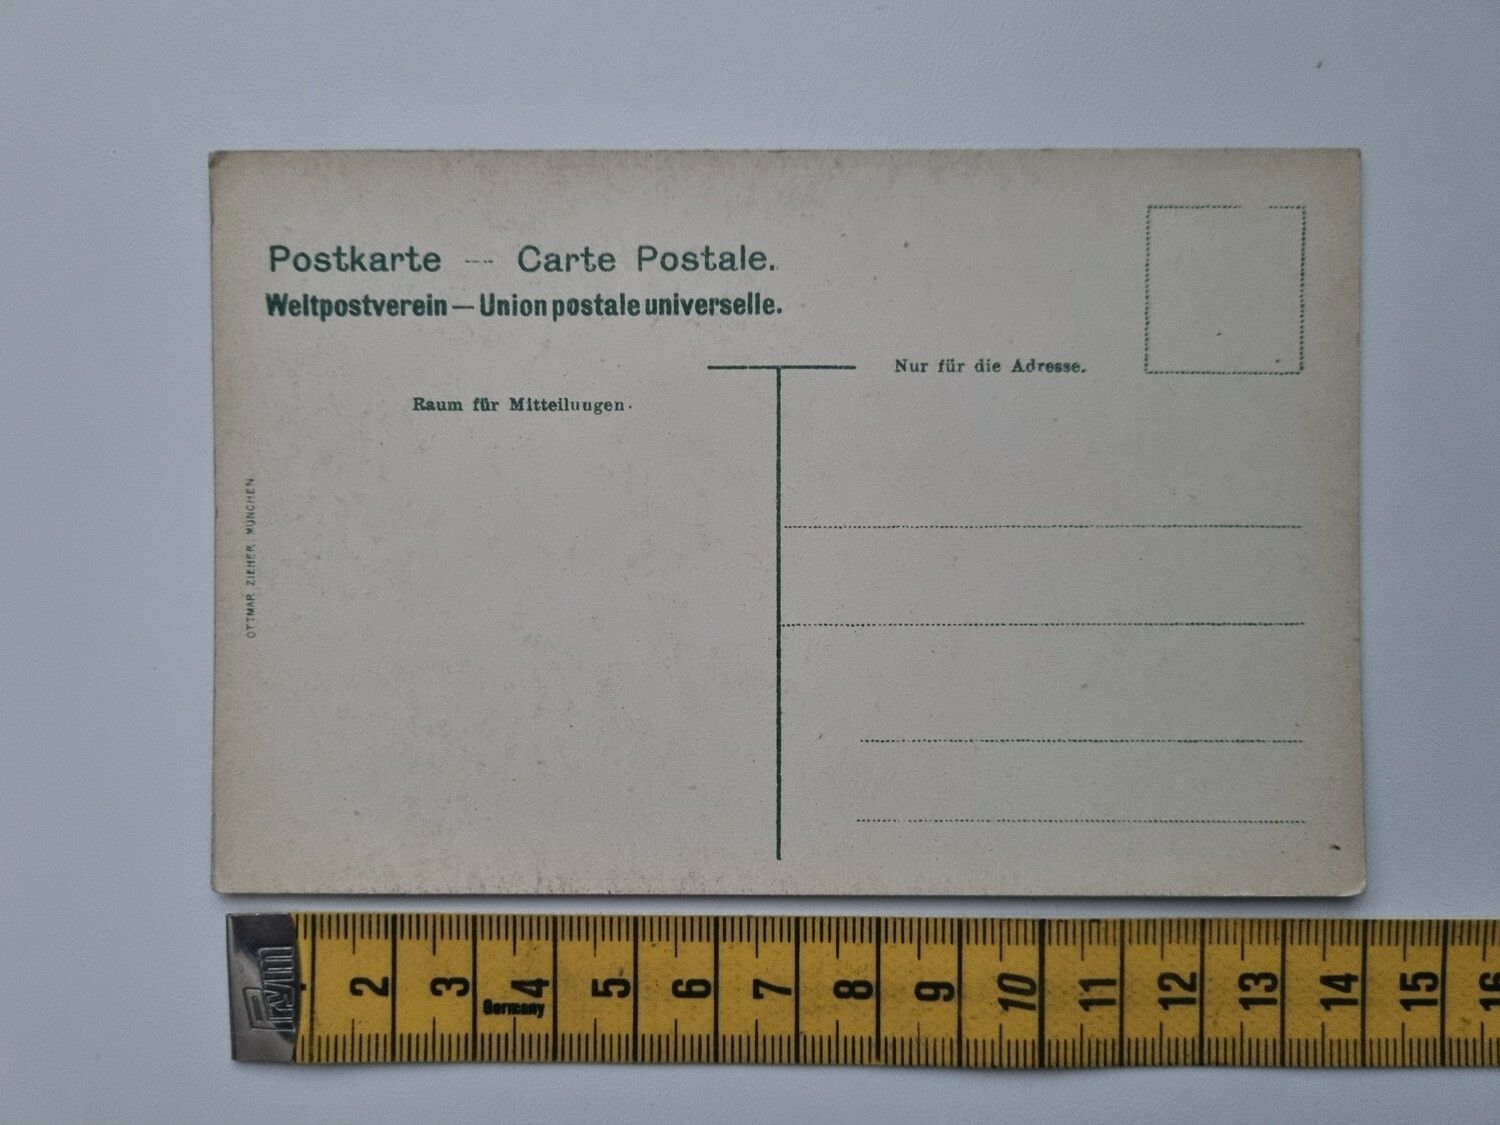 Postkarte -- Carte Postale.
Weltpostverein — Union postale universelle.
Nur für die Adresse.
Raum für Mitteilungen.
OTTMAR ZIEHER MÜNCHEN
2 3 4 5 6 7 8 9 10 11 12 13 14 15 16
Germany